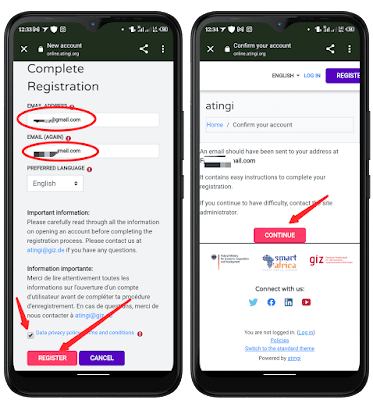 12:33
New account
online.atingi.org
Complete
Registration
EMAIL ADDRESS
@gmail.com
EMAIL (AGAIN)
mail.com
PREFERRED LANGUAGE
English
Important information:
Please carefully read through all the information
on opening an account before completing the
registration process. Please contact us at
atingi@giz.de if you have any questions.
Information importante:
Merci de lire attentivement toutes les
informations sur l'ouverture d'un compte
d'utilisateur avant de compléter la procédure
d'enregistrement. En cas de questions, merci de
nous contacter à atingi@giz
Data privacy policy, and conditions
REGISTER
CANCEL
12:34
Confirm your account
online.atingi.org
ENGLISH
LOG IN
REGISTE
atingi
Home / Confirm your account
An email should have been sent to your address at
ail.com
It contains easy instructions to complete your
registration.
If you continue to have difficulty, contact the site
administrator.
CONTINUE
smart
africa
giz
Connect with us:
You are not logged in. (Log in)
Policies
Switch to the standard theme
Powered by atingi